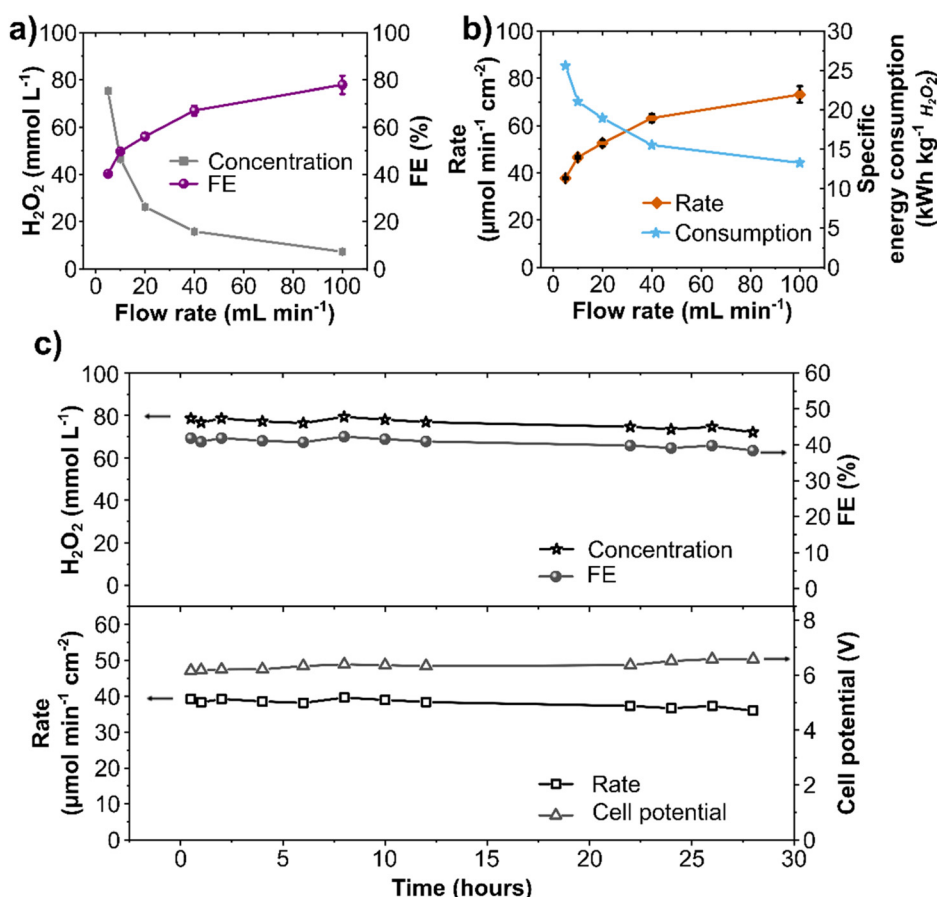 a)
H₂O₂ (mmol L⁻¹)
100
80
60
40
20
0
100
80
60
40
20
0
FE (%)
Concentration
FE
0 20 40 60 80 100
Flow rate (mL min⁻¹)
b)
Rate
(µmol min⁻¹ cm⁻²)
100
80
60
40
20
0
30
25
20
15
10
5
0
Specific
energy consumption
(kWh kg⁻¹ H₂O₂)
Rate
Consumption
0 20 40 60 80 100
Flow rate (mL min⁻¹)
c)
H₂O₂ (mmol L⁻¹)
100
80
60
40
20
0
60
50
40
30
20
10
0
FE (%)
Concentration
FE
Rate
(µmol min⁻¹ cm⁻²)
60
50
40
30
20
10
0
8
6
4
2
0
Cell potential (V)
Rate
Cell potential
0 5 10 15 20 25 30
Time (hours)